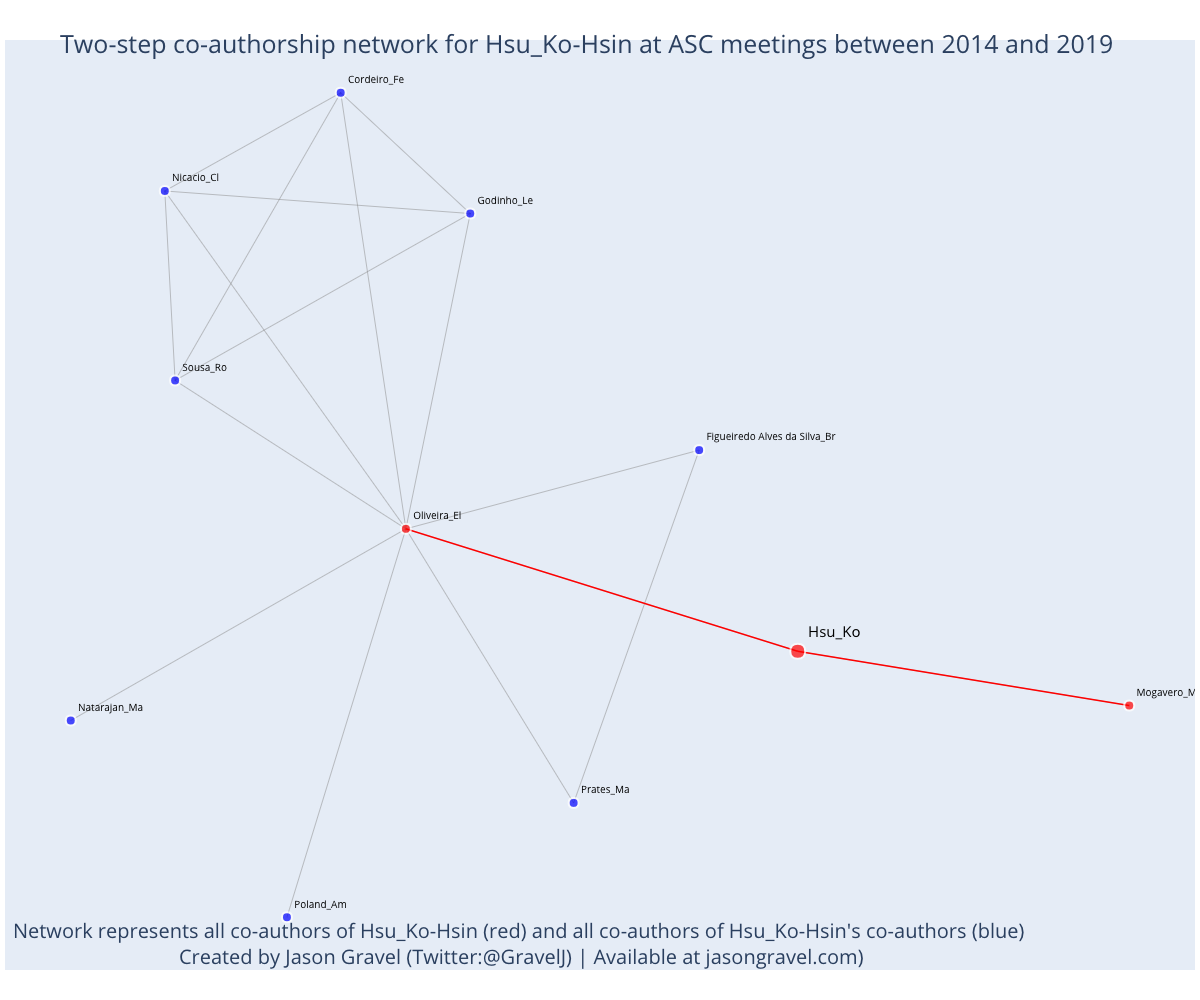 Two-step co-authorship network for Hsu_Ko-Hsin at ASC meetings between 2014 and 2019
Cordeiro_Fe
Nicacio_Cl
Godinho_Le
Sousa_Ro
Figueiredo Alves da Silva_Br
Oliveira_El
Hsu_Ko
Mogavero_M
Natarajan_Ma
Prates_Ma
Poland_Am
Network represents all co-authors of Hsu_Ko-Hsin (red) and all co-authors of Hsu_Ko-Hsin's co-authors (blue)
Created by Jason Gravel (Twitter:@GravelJ) | Available at jasongravel.com)